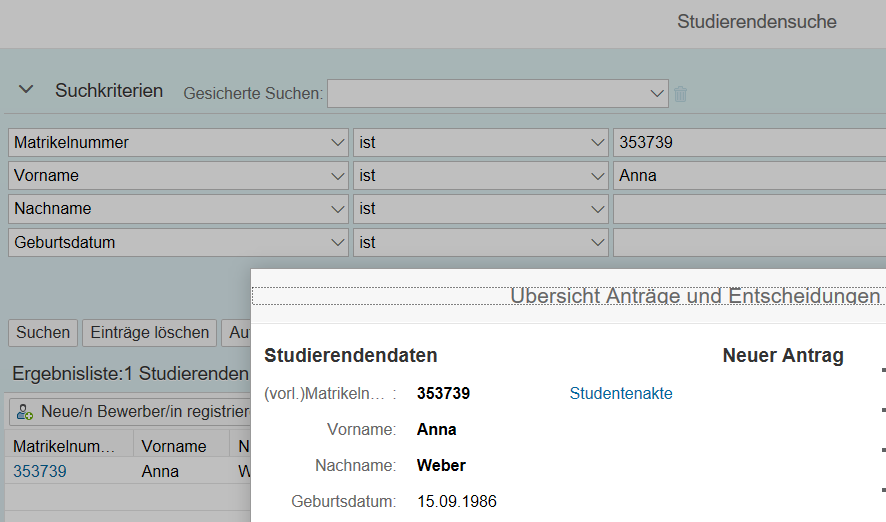 Studierendensuche
Suchkriterien Gesicherte Suchen:
Matrikelnummer ist 353739
Vorname ist Anna
Nachname ist
Geburtsdatum ist
Übersicht Anträge und Entscheidungen
Suchen Einträge löschen
Studierendendaten Neuer Antrag
Ergebnisliste:1 Studierenden
(vorl.)Matrikeln... : 353739 Studentenakte
Neue/n Bewerber/in registrier
Vorname: Anna
Matrikelnum... Vorname
Nachname: Weber
353739 Anna
Geburtsdatum: 15.09.1986